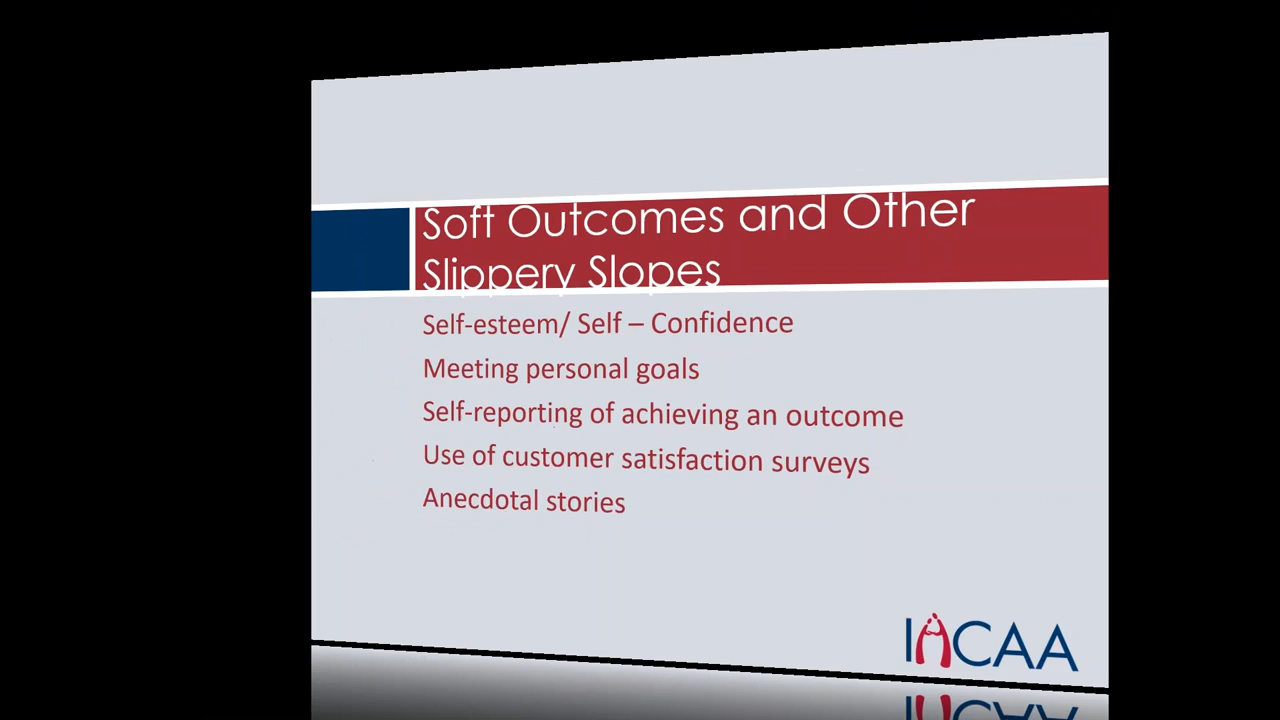 Soft Outcomes and Other
Slippery Slopes
Self-esteem/ Self – Confidence
Meeting personal goals
Self-reporting of achieving an outcome
Use of customer satisfaction surveys
Anecdotal stories
IACAA